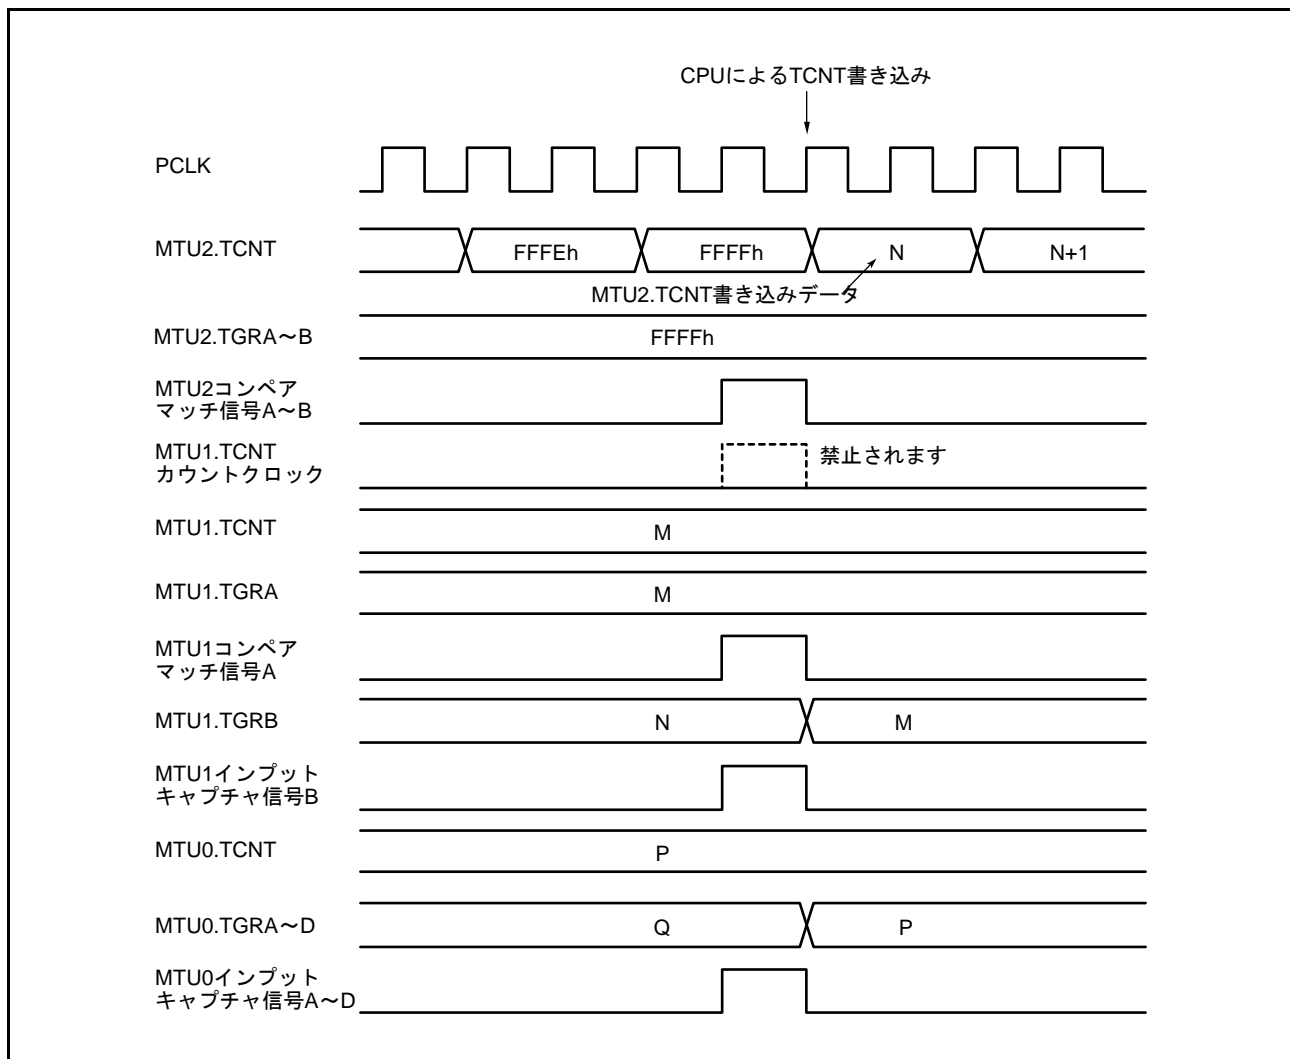 CPUによるTCNT書き込み
PCLK
MTU2.TCNT
FFFEh
FFFFh
N
N+1
MTU2.TCNT書き込みデータ
MTU2.TGRA～B
FFFFh
MTU2コンペア
マッチ信号A～B
MTU1.TCNT
カウントクロック
禁止されます
MTU1.TCNT
M
MTU1.TGRA
M
MTU1コンペア
マッチ信号A
MTU1.TGRB
N
M
MTU1インプット
キャプチャ信号B
MTU0.TCNT
P
MTU0.TGRA～D
Q
P
MTU0インプット
キャプチャ信号A～D